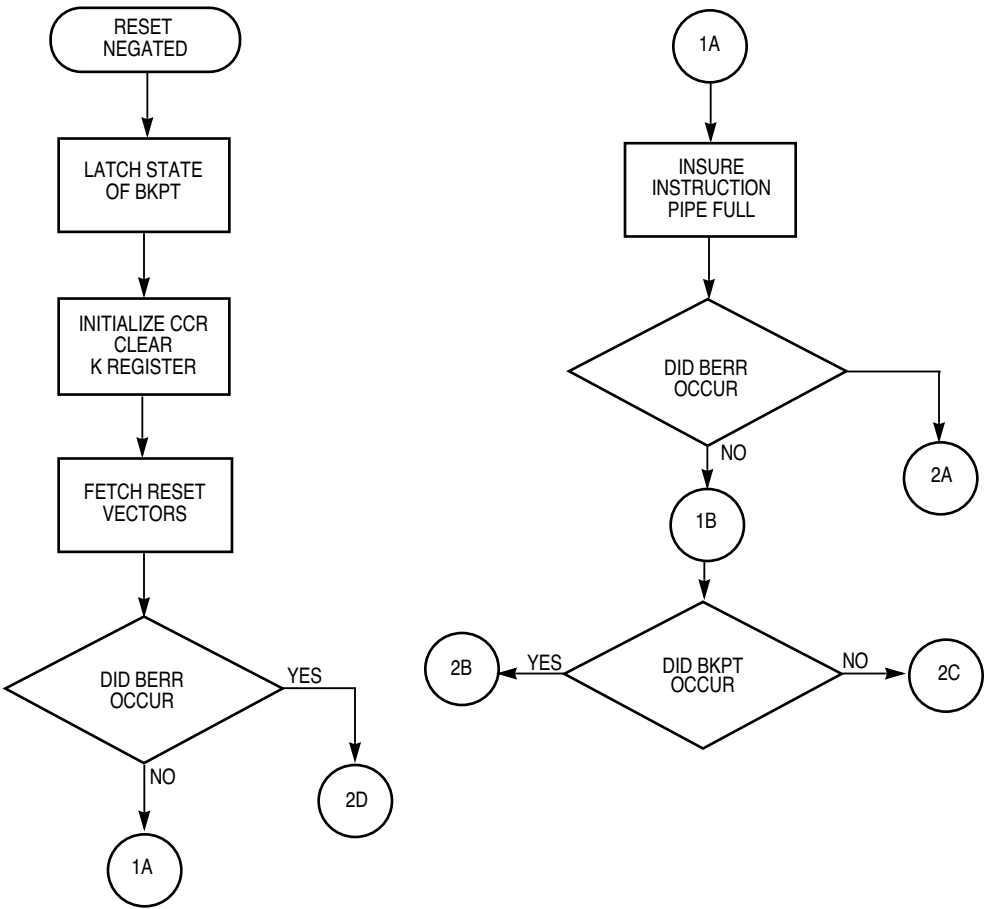 RESET
NEGATED
LATCH STATE
OF BKPT
INITIALIZE CCR
CLEAR
K REGISTER
FETCH RESET
VECTORS
DID BERR
OCCUR
YES
2D
NO
1A
1A
INSURE
INSTRUCTION
PIPE FULL
DID BERR
OCCUR
2A
NO
1B
DID BKPT
OCCUR
YES
2B
NO
2C